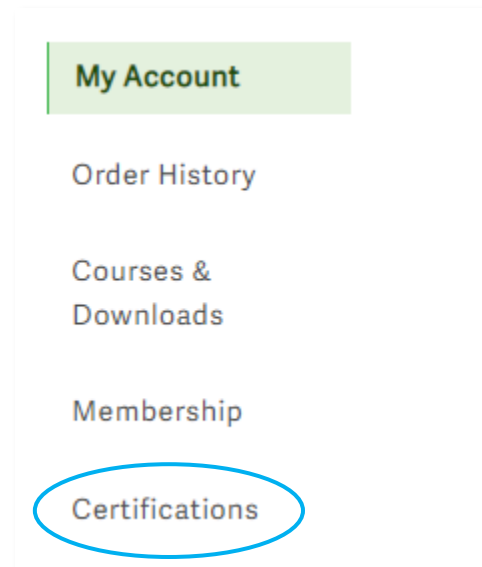 My Account
Order History
Courses &
Downloads
Membership
Certifications